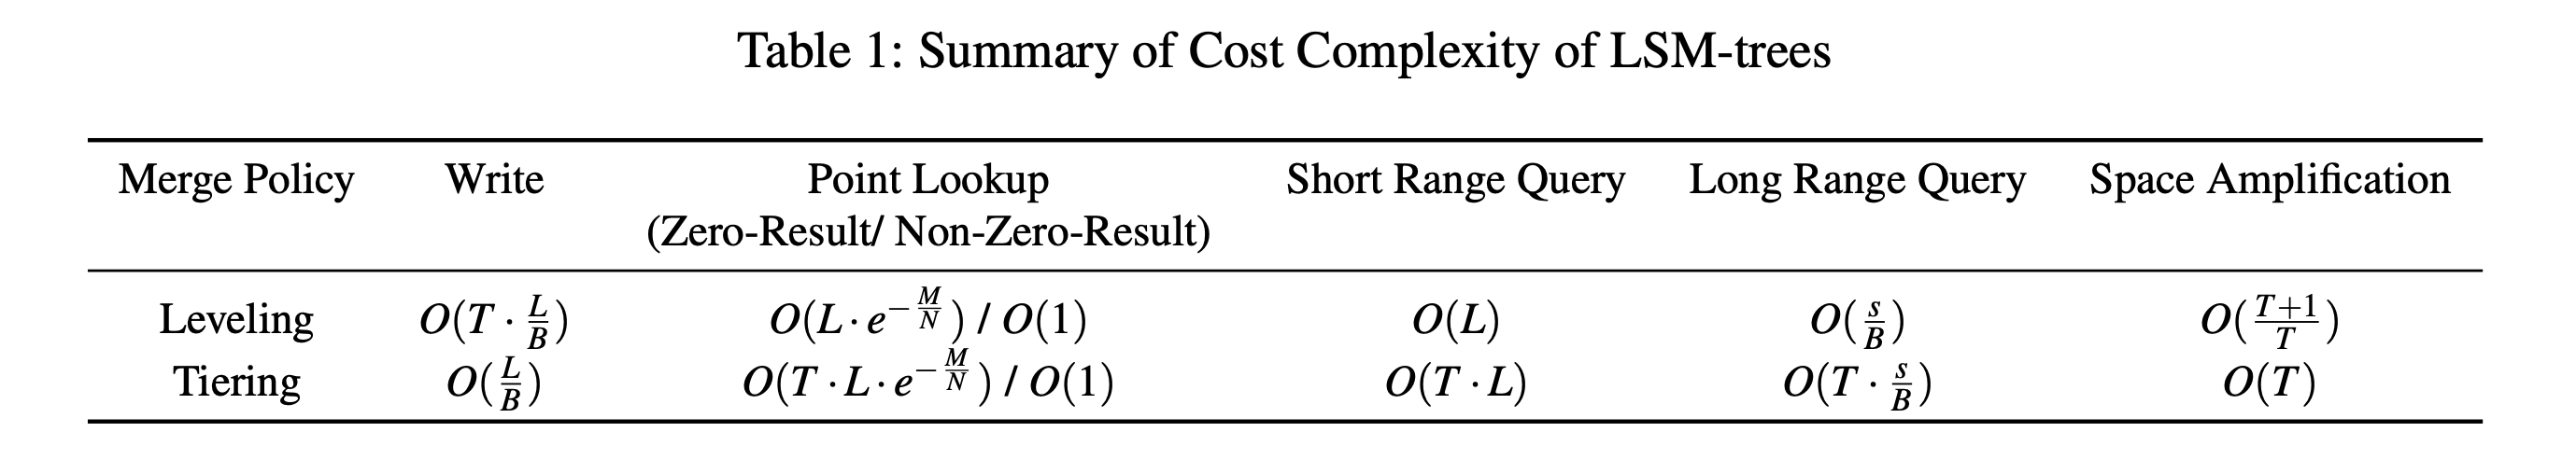 Table 1: Summary of Cost Complexity of LSM-trees
Merge Policy Write Point Lookup Short Range Query Long Range Query Space Amplification
(Zero-Result/ Non-Zero-Result)
Leveling $O(T \cdot \frac{L}{B})$ $O(L \cdot e^{-\frac{M}{N}})$ / $O(1)$ $O(L)$ $O(\frac{s}{B})$ $O(\frac{T+1}{T})$
Tiering $O(\frac{L}{B})$ $O(T \cdot L \cdot e^{-\frac{M}{N}})$ / $O(1)$ $O(T \cdot L)$ $O(T \cdot \frac{s}{B})$ $O(T)$